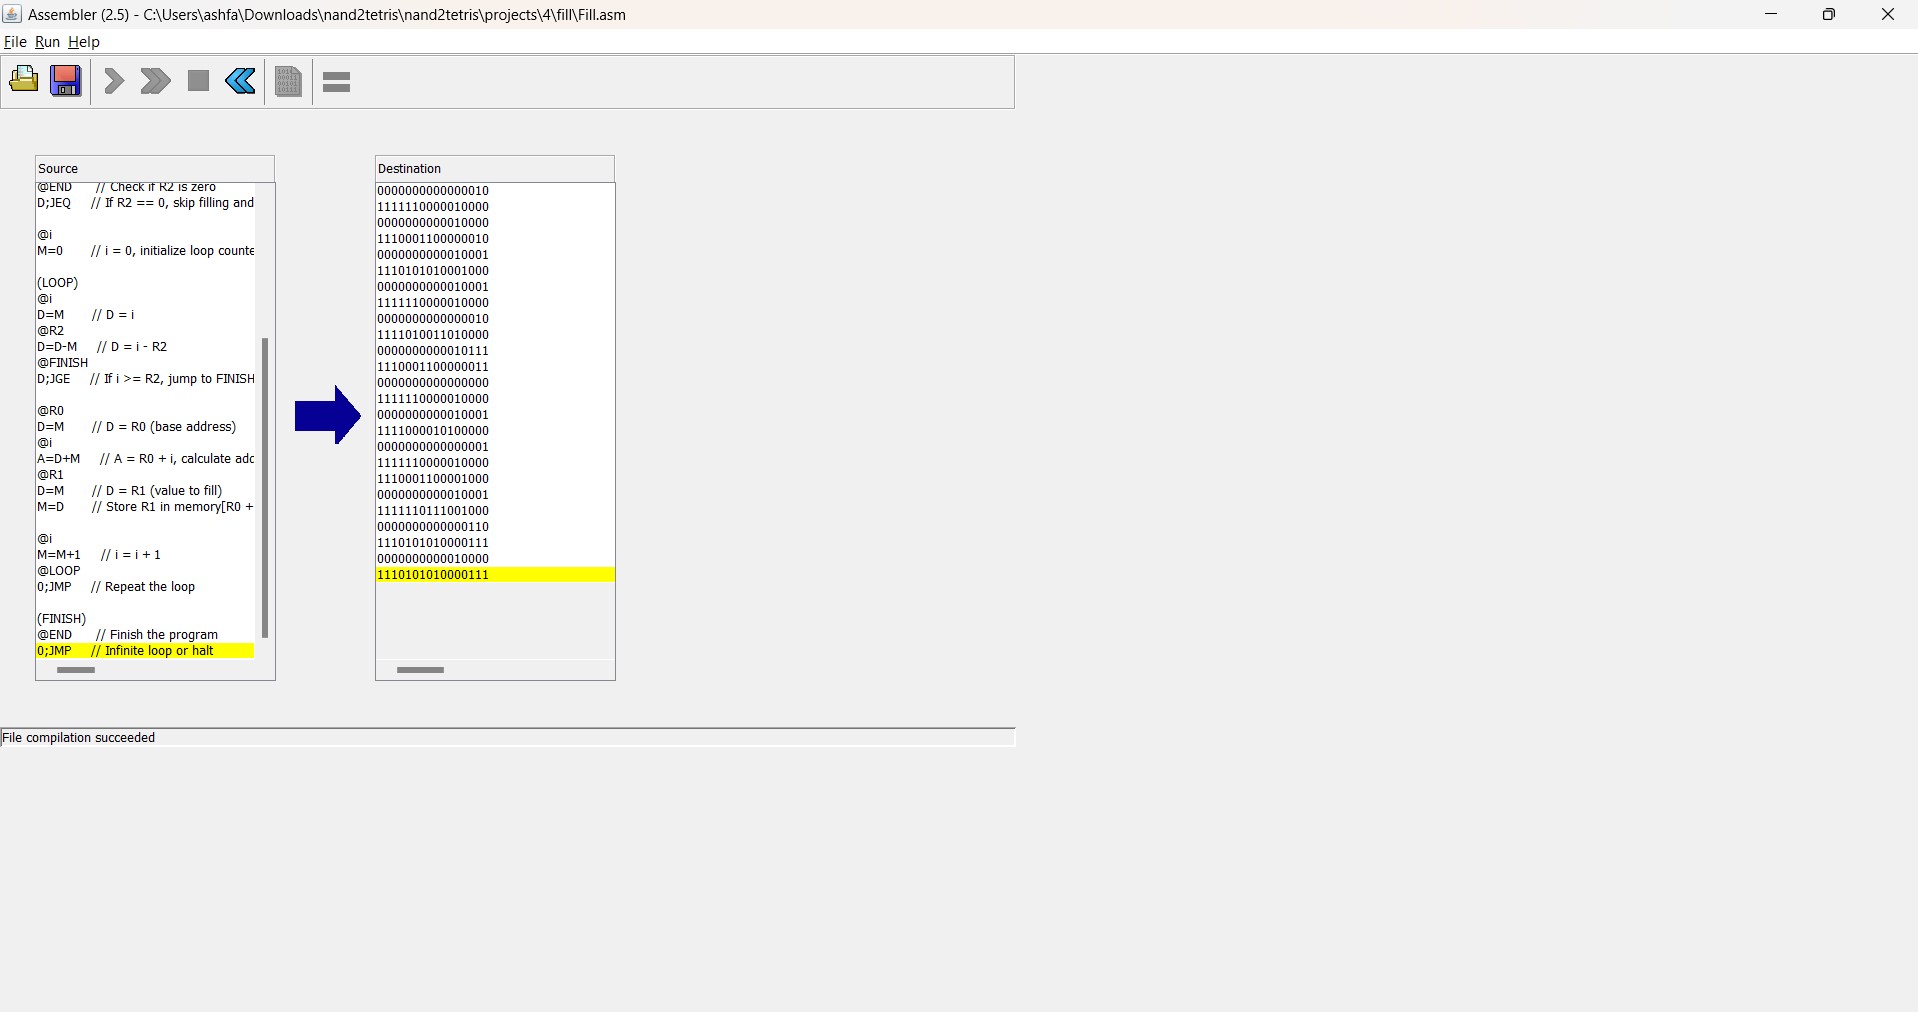 Assembler (2.5) - C:\Users\ashfa\Downloads\nand2tetris\nand2tetris\projects\4\fill\Fill.asm
File Run Help
Source
@END // Check if R2 is zero
D;JEQ // If R2 == 0, skip filling and
@i
M=0 // i = 0, initialize loop counte
(LOOP)
@i
D=M // D = i
@R2
D=D-M // D = i - R2
@FINISH
D;JGE // If i >= R2, jump to FINISH
@R0
D=M // D = R0 (base address)
@i
A=D+M // A = R0 + i, calculate adc
@R1
D=M // D = R1 (value to fill)
M=D // Store R1 in memory[R0 +
@i
M=M+1 // i = i + 1
@LOOP
0;JMP // Repeat the loop
(FINISH)
@END // Finish the program
0;JMP // Infinite loop or halt
Destination
0000000000000010
1111110000010000
0000000000010000
1110001100000010
0000000000010001
1110101010001000
0000000000010001
1111110000010000
0000000000000010
1111010011010000
0000000000010111
1110001100000011
0000000000000000
1111110000010000
0000000000010001
1111000010100000
0000000000000001
1111110000010000
1110001100001000
0000000000010001
1111110111001000
0000000000000110
1110101010000111
0000000000010000
1110101010000111
File compilation succeeded